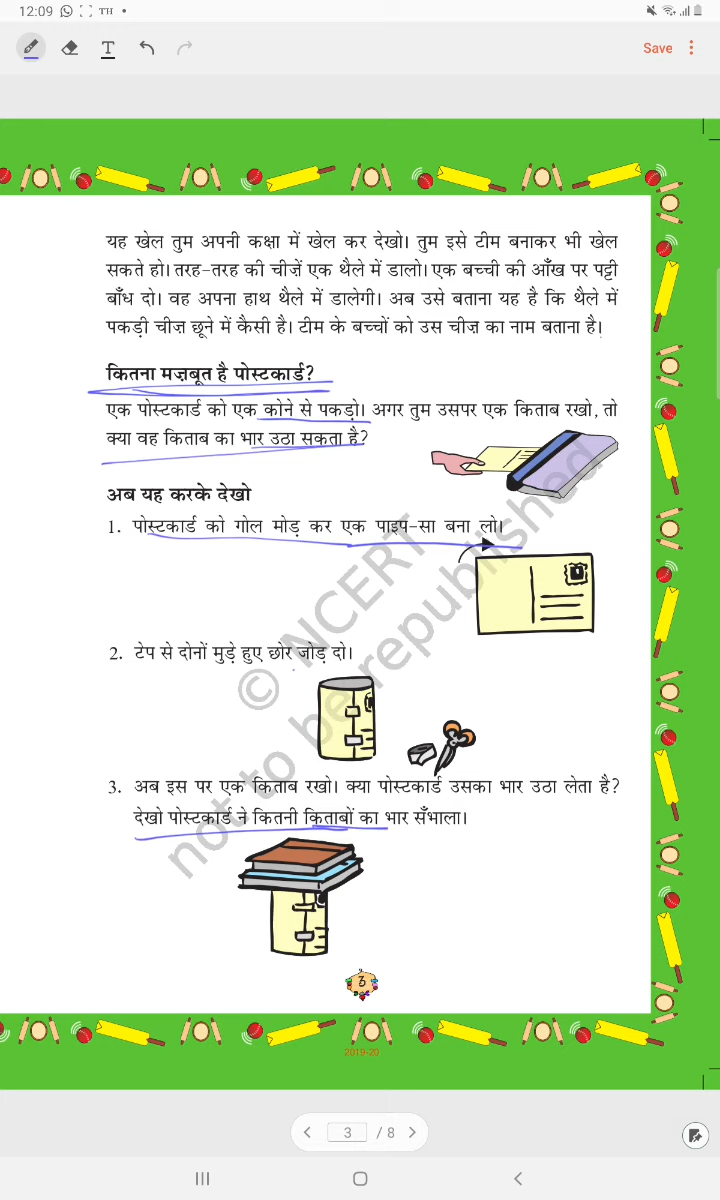 12:09 TH
T Save
यह खेल तुम अपनी कक्षा में खेल कर देखो। तुम इसे टीम बनाकर भी खेल
सकते हो। तरह-तरह की चीज़ें एक थैले में डालो। एक बच्ची की आँख पर पट्टी
बाँध दो। वह अपना हाथ थैले में डालेगी। अब उसे बताना यह है कि थैले में
पकड़ी चीज़ छूने में कैसी है। टीम के बच्चों को उस चीज़ का नाम बताना है।
कितना मज़बूत है पोस्टकार्ड?
एक पोस्टकार्ड को एक कोने से पकड़ो। अगर तुम उसपर एक किताब रखो, तो
क्या वह किताब का भार उठा सकता है?
अब यह करके देखो
1. पोस्टकार्ड को गोल मोड़ कर एक पाइप-सा बना लो।
2. टेप से दोनों मुड़े हुए छोर जोड़ दो।
3. अब इस पर एक किताब रखो। क्या पोस्टकार्ड उसका भार उठा लेता है?
देखो पोस्टकार्ड ने कितनी किताबों का भार सँभाला।
© NCERT
not to be republished
3
2019-20
3 / 8